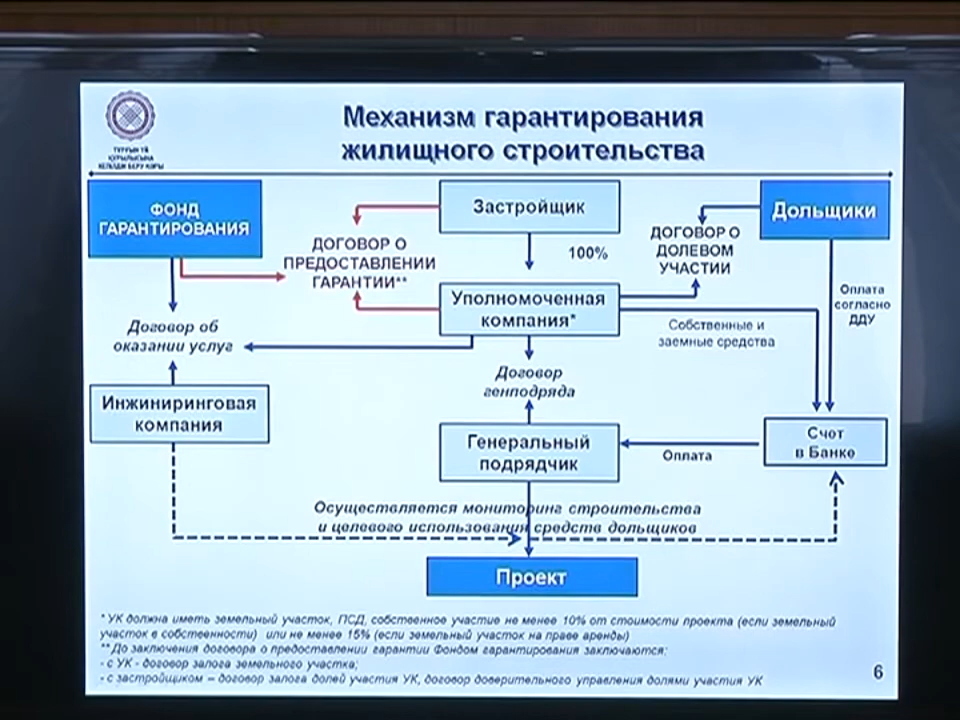 Механизм гарантирования
жилищного строительства
ТҰРҒЫН ҮЙ
ҚҰРЫЛЫСЫНА
КЕПІЛДІК БЕРУ ҚОРЫ
ФОНД
ГАРАНТИРОВАНИЯ
Застройщик
Дольщики
ДОГОВОР О
ПРЕДОСТАВЛЕНИИ
ГАРАНТИИ**
100%
ДОГОВОР О
ДОЛЕВОМ
УЧАСТИИ
Уполномоченная
компания*
Оплата
согласно
ДДУ
Собственные и
заемные средства
Договор об
оказании услуг
Договор
генподряда
Инжиниринговая
компания
Генеральный
подрядчик
Оплата
Счет
в Банке
Осуществляется мониторинг строительства
и целевого использования средств дольщиков
Проект
* УК должна иметь земельный участок, ПСД, собственное участие не менее 10% от стоимости проекта (если земельный
участок в собственности) или не менее 15% (если земельный участок на праве аренды)
**До заключения договора о предоставлении гарантии Фондом гарантирования заключаются:
- с УК - договор залога земельного участка;
- с застройщиком – договор залога долей участия УК, договор доверительного управления долями участия УК
6